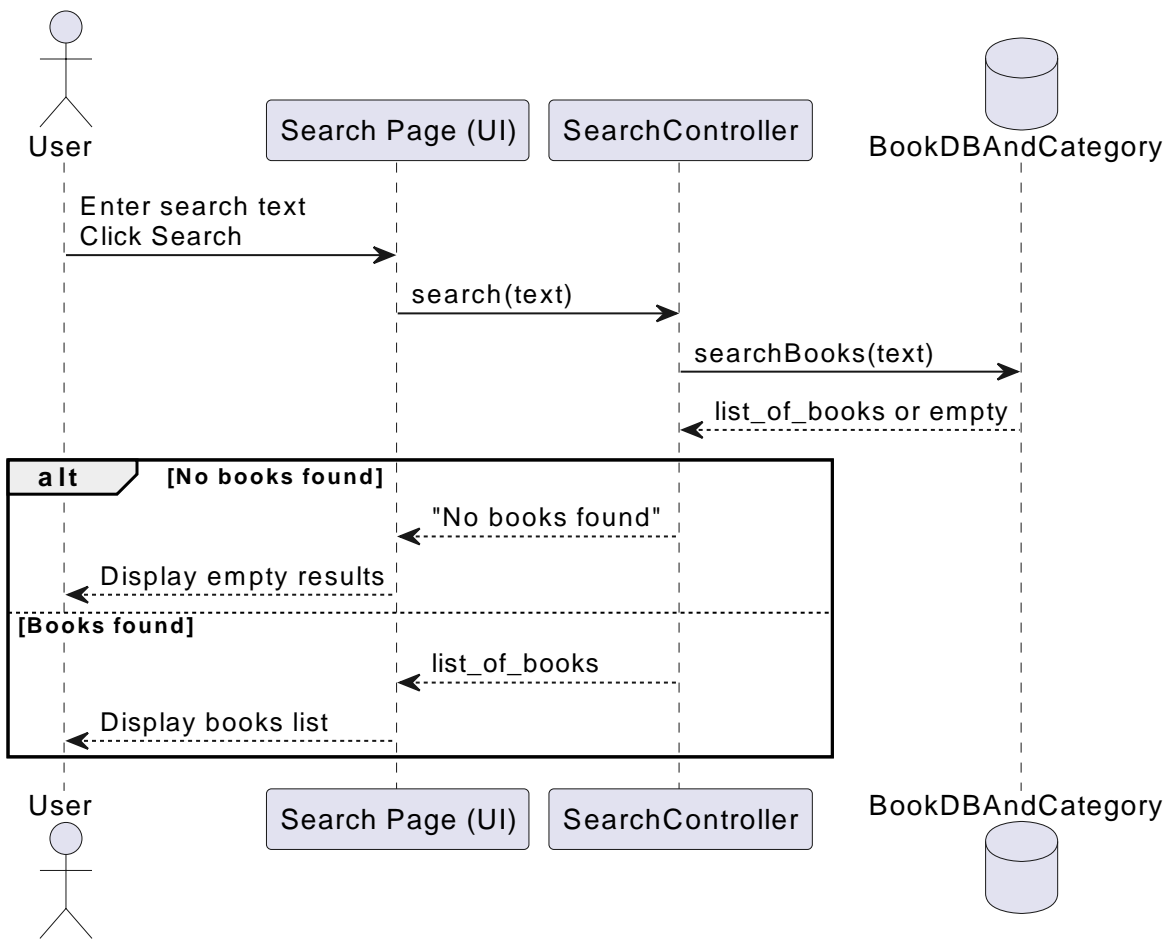 User
Search Page (UI)
SearchController
BookDBAndCategory
Enter search text
Click Search
search(text)
searchBooks(text)
list_of_books or empty
alt
[No books found]
"No books found"
Display empty results
[Books found]
list_of_books
Display books list
User
Search Page (UI)
SearchController
BookDBAndCategory